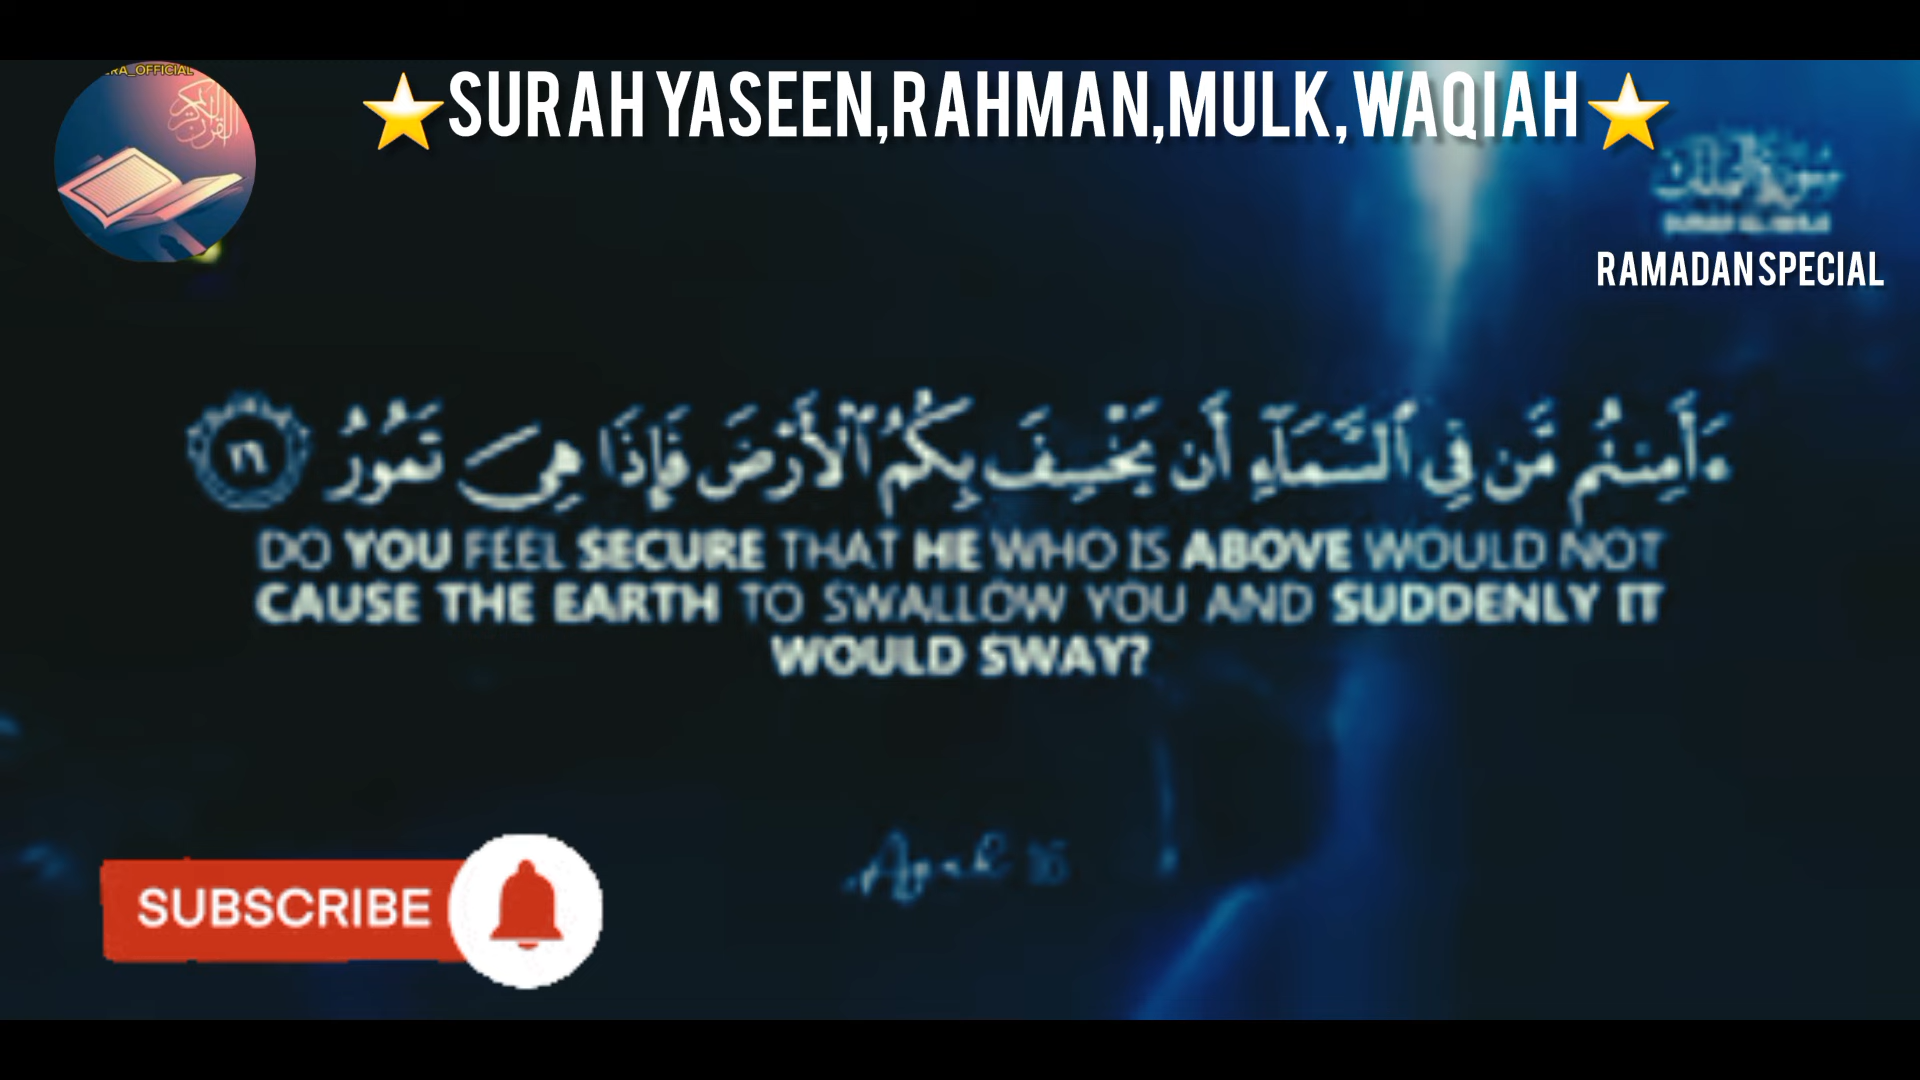 RA_OFFICIAL
⭐SURAH YASEEN,RAHMAN,MULK,WAQIAH⭐
RAMADAN SPECIAL
ءَأَمِنتُم مَّن فِي ٱلسَّمَآءِ أَن يَخْسِفَ بِكُمُ ٱلْأَرْضَ فَإِذَا هِيَ تَمُورُ ١٦
DO YOU FEEL SECURE THAT HE WHO IS ABOVE WOULD NOT
CAUSE THE EARTH TO SWALLOW YOU AND SUDDENLY IT
WOULD SWAY?
SUBSCRIBE